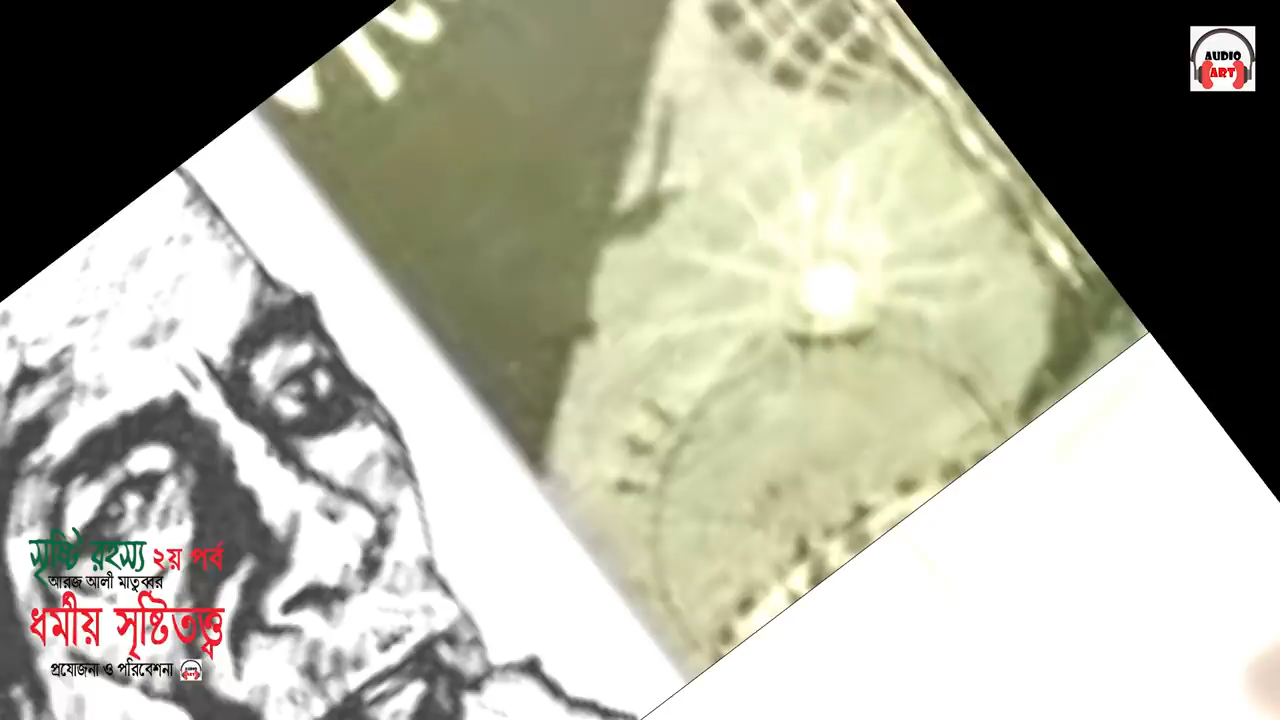 AUDIO
ART
সৃষ্টি রহস্য ২য় পর্ব
আরজ আলী মাতুব্বর
ধর্মীয় সৃষ্টিতত্ত্ব
প্রযোজনা ও পরিবেশনা